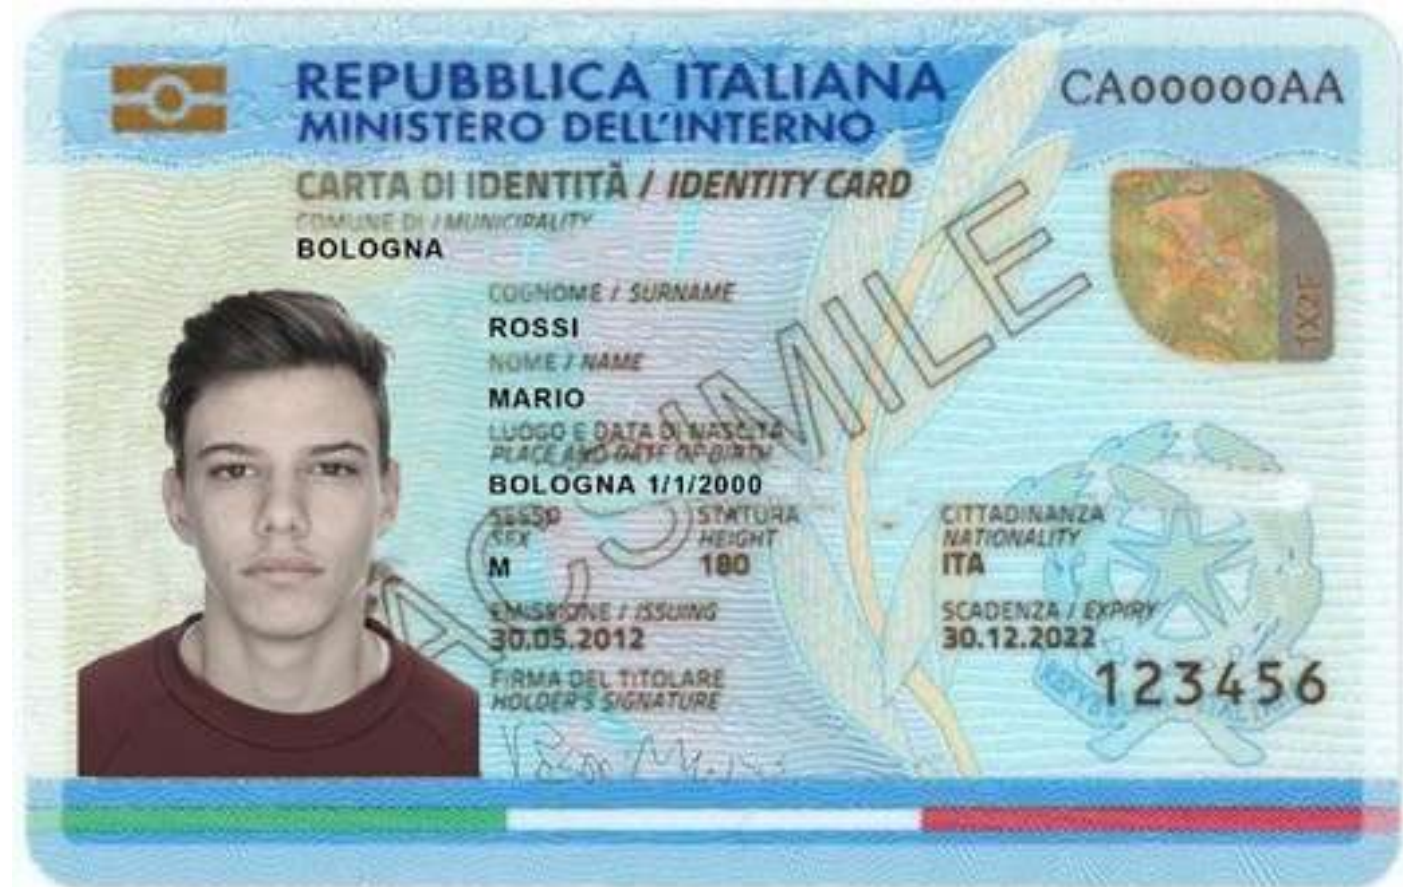 REPUBBLICA ITALIANA
MINISTERO DELL'INTERNO
CA00000AA
CARTA DI IDENTITÀ / IDENTITY CARD
COMUNE DI / MUNICIPALITY
BOLOGNA
COGNOME / SURNAME
ROSSI
NOME / NAME
MARIO
LUOGO E DATA DI NASCITA
PLACE AND DATE OF BIRTH
BOLOGNA 1/1/2000
SESSO STATURA CITTADINANZA
SEX HEIGHT NATIONALITY
M 180 ITA
EMISSIONE / ISSUING SCADENZA / EXPIRY
30.05.2012 30.12.2022
FIRMA DEL TITOLARE
HOLDER'S SIGNATURE
123456
FAC SIMILE